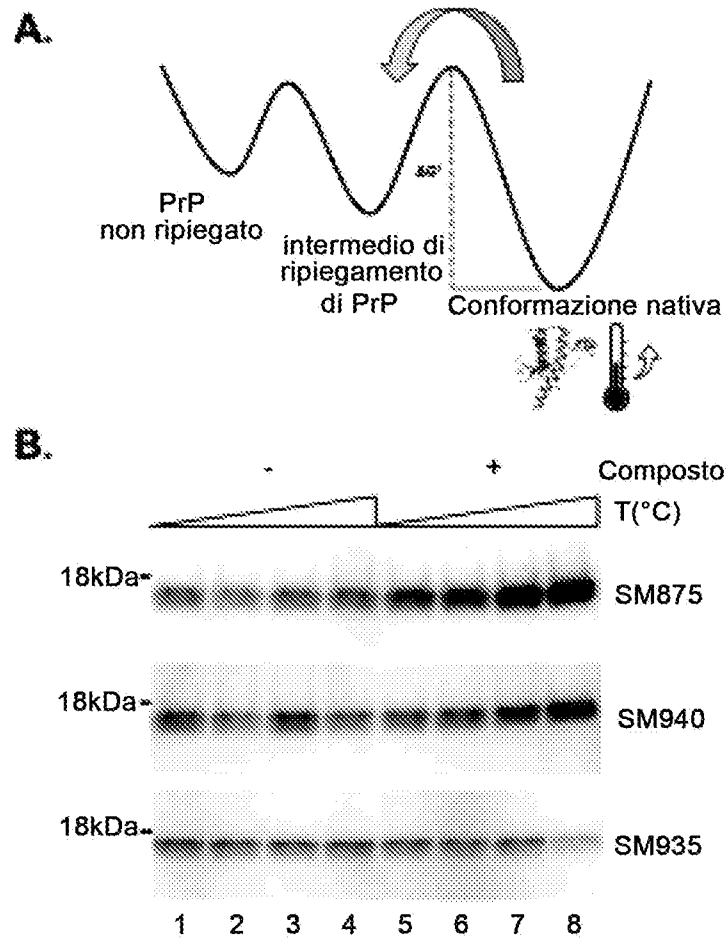 A.
PrP
non ripiegato
intermedio di
ripiegamento
di PrP
Conformazione nativa
B.
- + Composto
T(°C)
18kDa
SM875
18kDa
SM940
18kDa
SM935
1 2 3 4 5 6 7 8